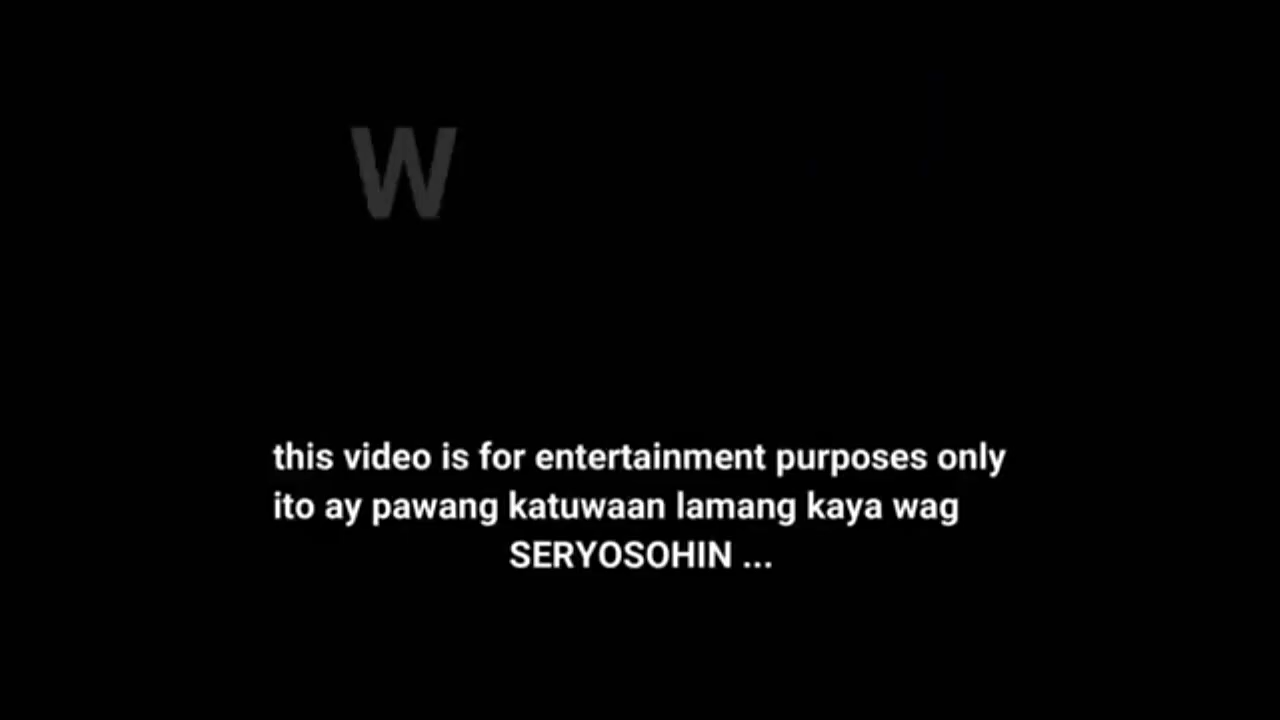 W
this video is for entertainment purposes only
ito ay pawang katuwaan lamang kaya wag
SERYOSOHIN ...